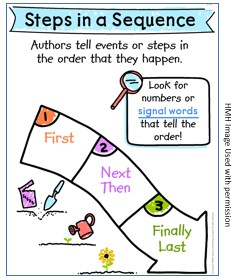 Steps in a Sequence
Authors tell events or steps in
the order that they happen.
Look for
numbers or
signal words
that tell the
order!
1
First
2
Next
Then
3
Finally
Last
HMH Image Used with permission